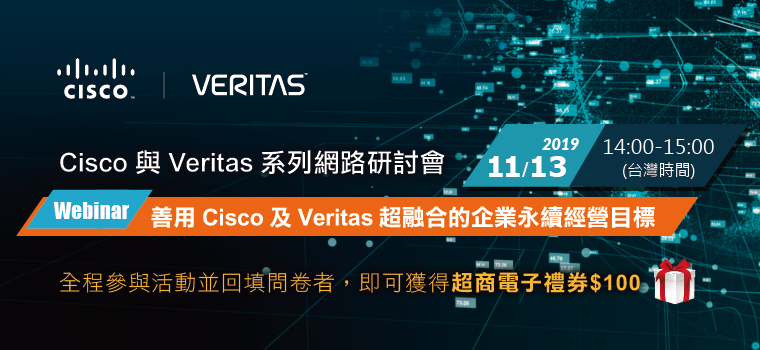 CISCO™ | VERITAS™
Cisco 與 Veritas 系列網路研討會
2019
11/13
14:00-15:00
(台灣時間)
Webinar
善用 Cisco 及 Veritas 超融合的企業永續經營目標
全程參與活動並回填問卷者，即可獲得超商電子禮券$100